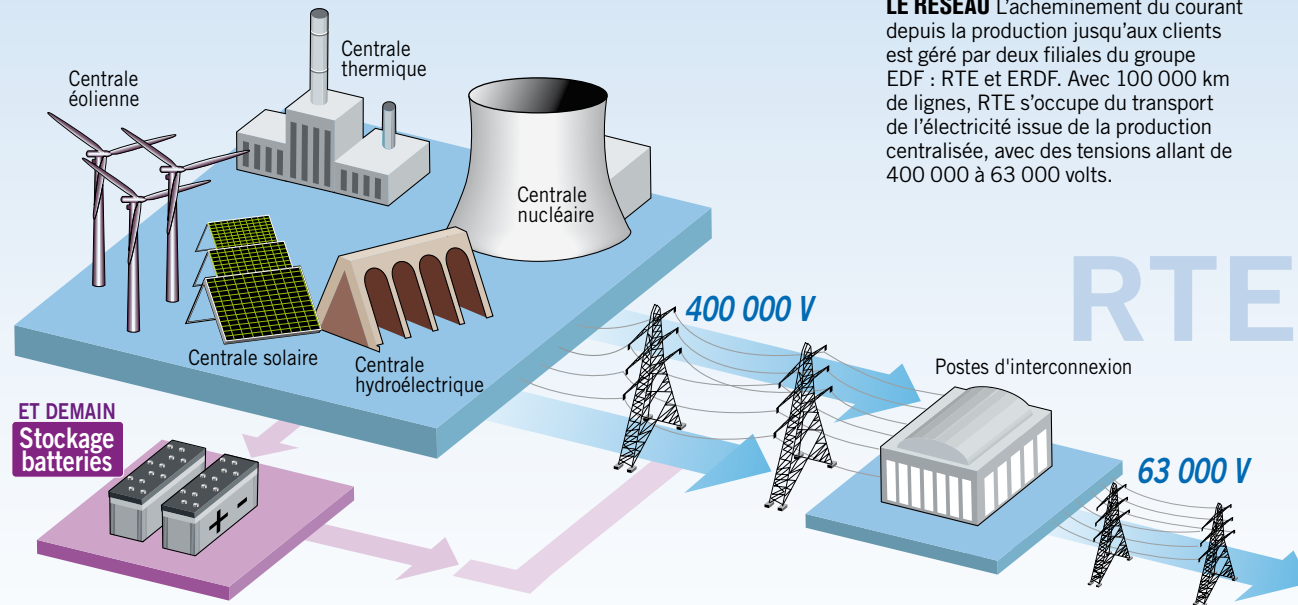 LE RÉSEAU L'acheminement du courant
depuis la production jusqu'aux clients
est géré par deux filiales du groupe
EDF : RTE et ERDF. Avec 100 000 km
de lignes, RTE s'occupe du transport
de l'électricité issue de la production
centralisée, avec des tensions allant de
400 000 à 63 000 volts.
Centrale
éolienne
Centrale
thermique
Centrale
nucléaire
Centrale solaire
Centrale
hydroélectrique
400 000 V
RTE
Postes d'interconnexion
63 000 V
ET DEMAIN
Stockage
batteries
+ -